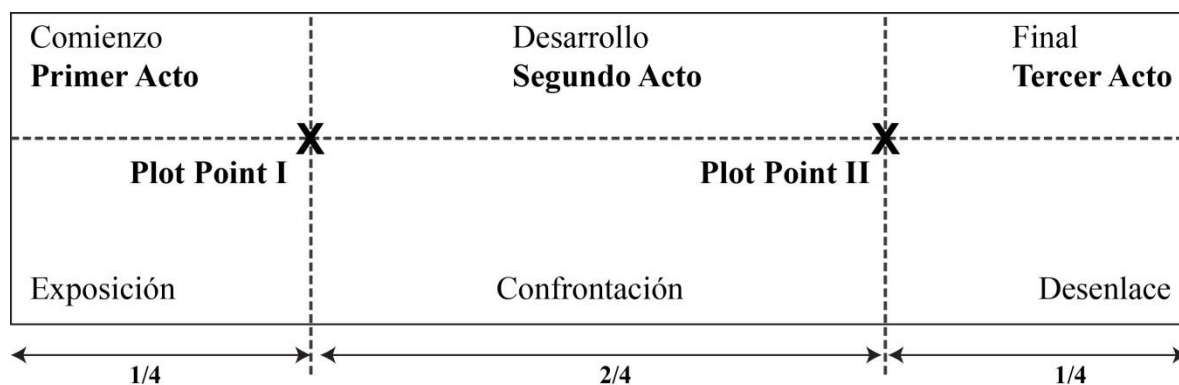 Comienzo
Primer Acto
Desarrollo
Segundo Acto
Final
Tercer Acto
X
X
Plot Point I
Plot Point II
Exposición
Confrontación
Desenlace
1/4
2/4
1/4